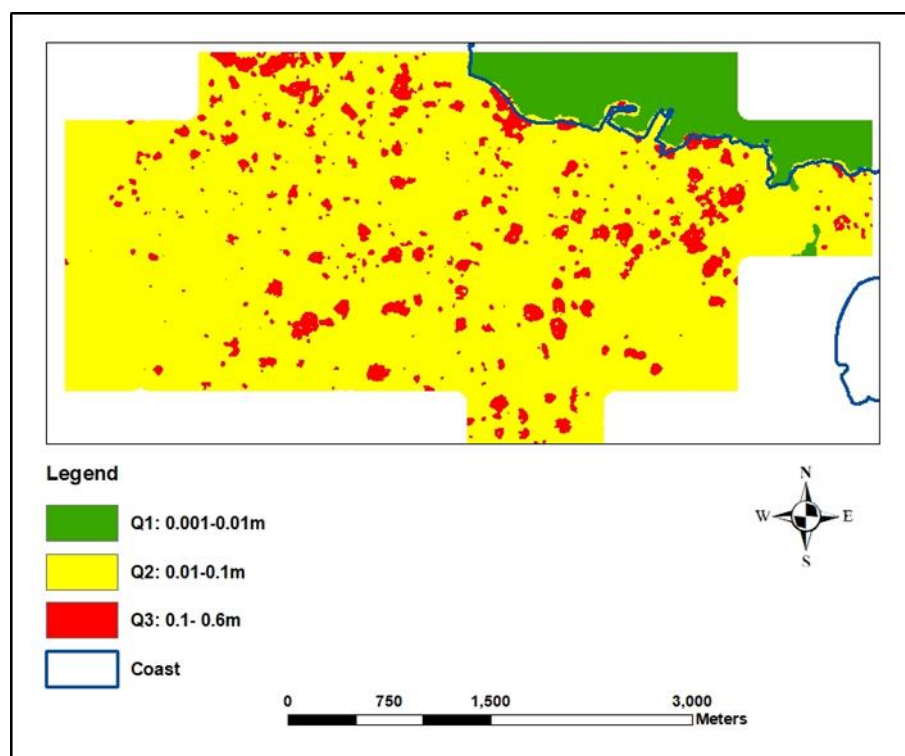 Legend
Q1: 0.001-0.01m
Q2: 0.01-0.1m
Q3: 0.1- 0.6m
Coast
N
W E
S
0 750 1,500 3,000
Meters